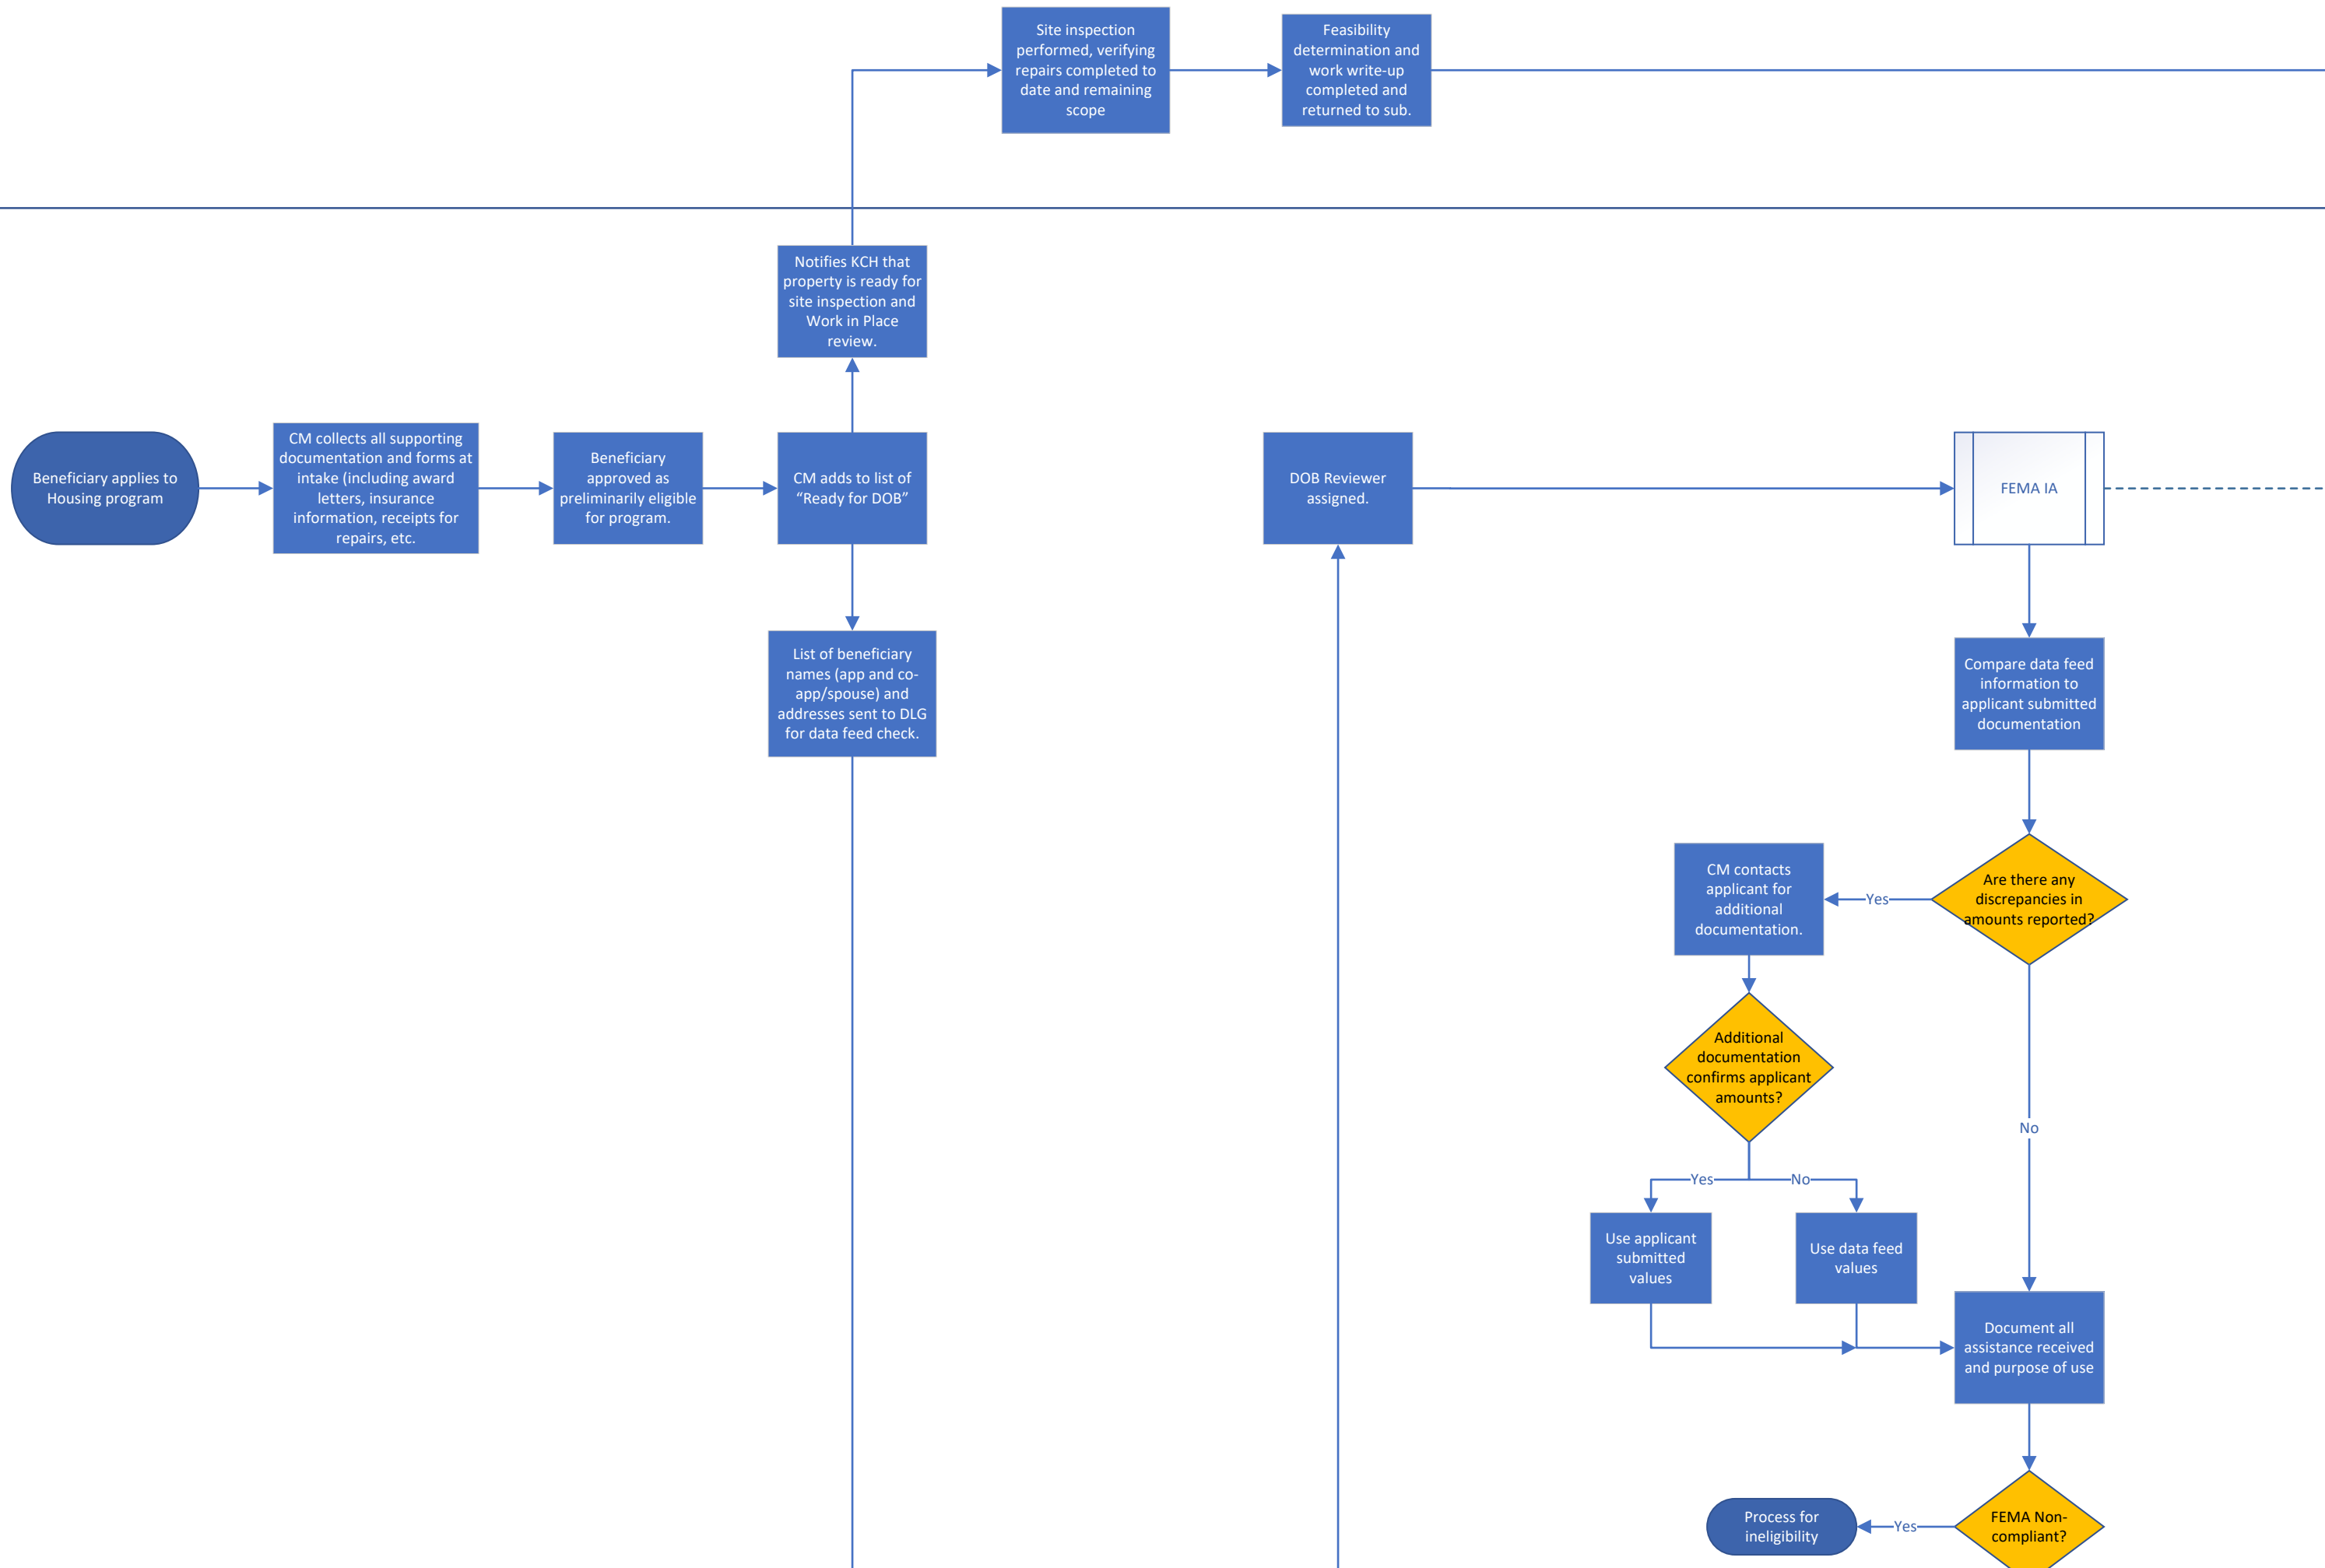 Site inspection
performed, verifying
repairs completed to
date and remaining
scope
Feasibility
determination and
work write-up
completed and
returned to sub.
Notifies KCH that
property is ready for
site inspection and
Work in Place
review.
Beneficiary applies to
Housing program
CM collects all supporting
documentation and forms at
intake (including award
letters, insurance
information, receipts for
repairs, etc.
Beneficiary
approved as
preliminarily eligible
for program.
CM adds to list of
“Ready for DOB”
DOB Reviewer
assigned.
FEMA IA
List of beneficiary
names (app and co-
app/spouse) and
addresses sent to DLG
for data feed check.
Compare data feed
information to
applicant submitted
documentation
Are there any
discrepancies in
amounts reported?
Yes
CM contacts
applicant for
additional
documentation.
Additional
documentation
confirms applicant
amounts?
No
Yes
No
Use applicant
submitted
values
Use data feed
values
Document all
assistance received
and purpose of use
FEMA Non-
compliant?
Yes
Process for
ineligibility